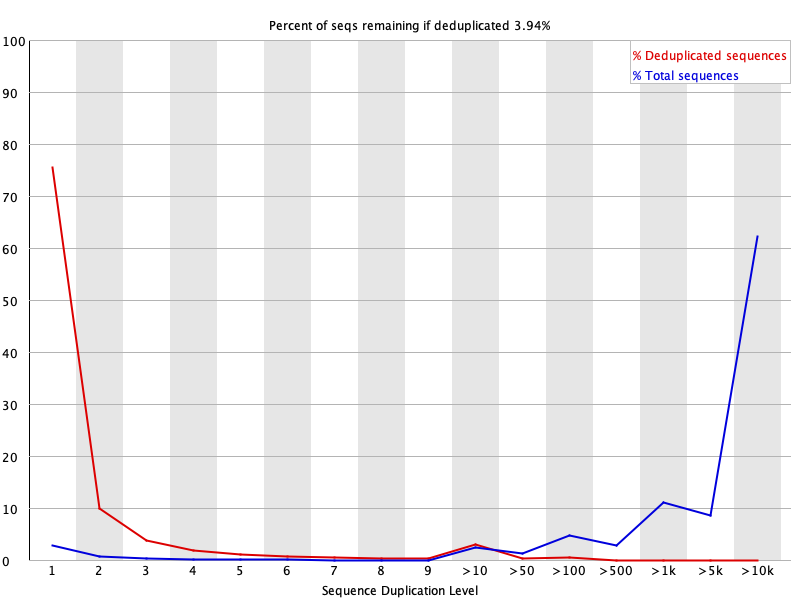 Percent of seqs remaining if deduplicated 3.94%
% Deduplicated sequences
% Total sequences
100
90
80
70
60
50
40
30
20
10
0
1 2 3 4 5 6 7 8 9 >10 >50 >100 >500 >1k >5k >10k
Sequence Duplication Level